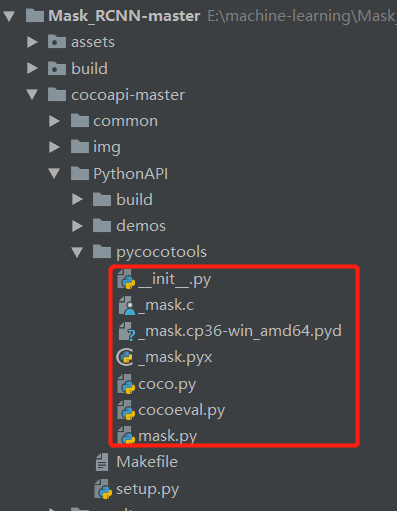 Mask_RCNN-master E:\machine-learning\Mask_
assets
build
cocoapi-master
common
img
PythonAPI
build
demos
pycocotools
__init__.py
_mask.c
_mask.cp36-win_amd64.pyd
_mask.pyx
coco.py
cocoeval.py
mask.py
Makefile
setup.py